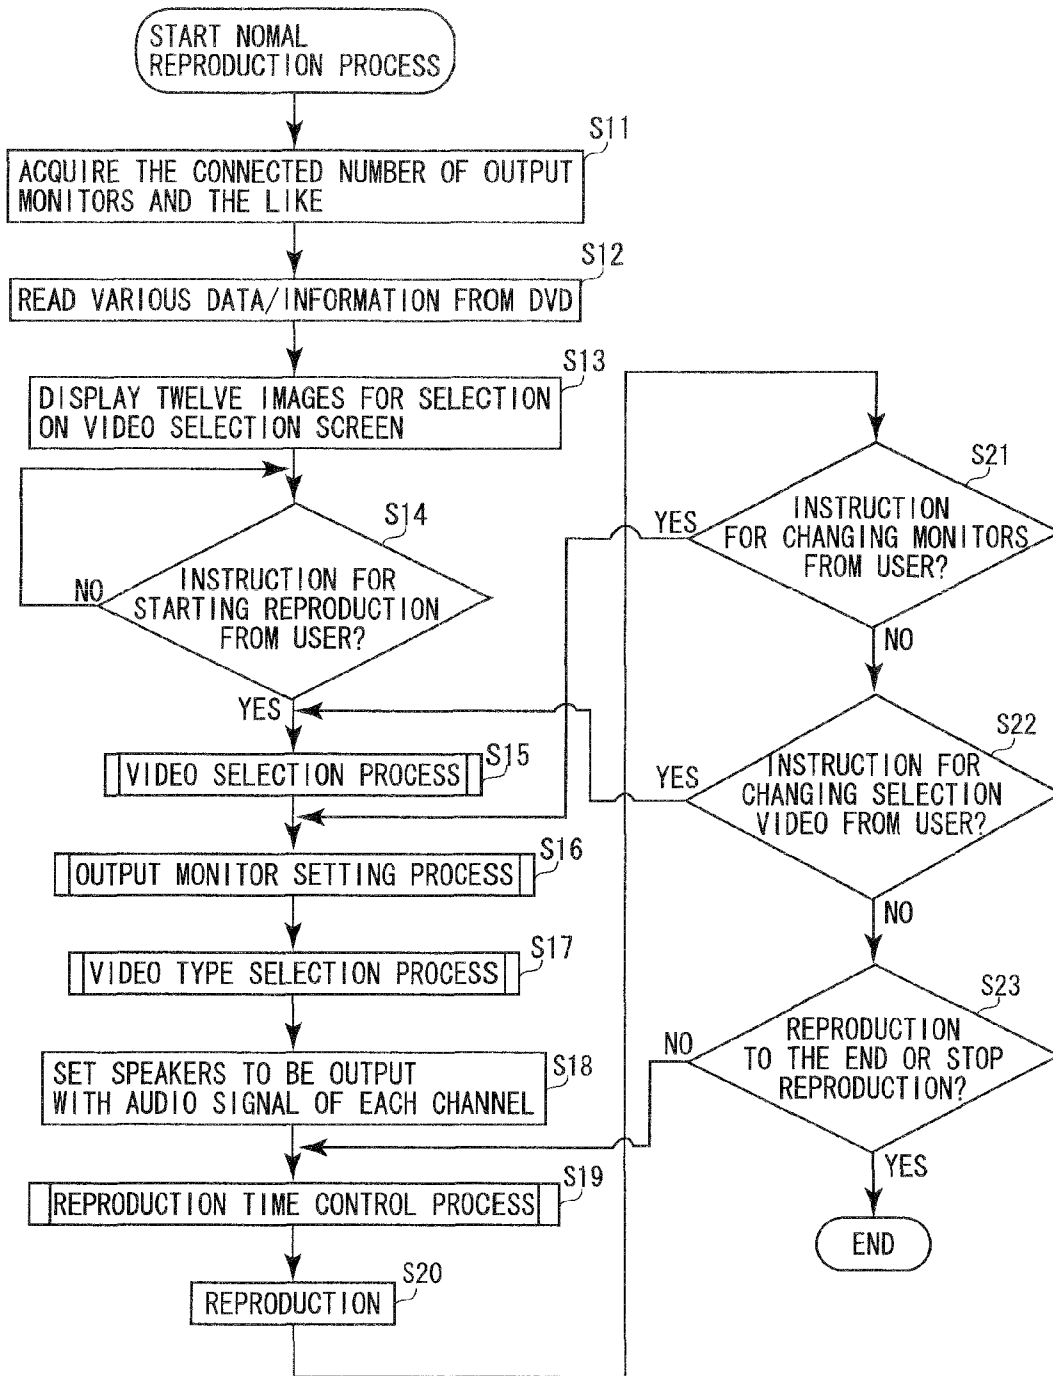 START NOMAL
REPRODUCTION PROCESS
S11
ACQUIRE THE CONNECTED NUMBER OF OUTPUT
MONITORS AND THE LIKE
S12
READ VARIOUS DATA/INFORMATION FROM DVD
S13
DISPLAY TWELVE IMAGES FOR SELECTION
ON VIDEO SELECTION SCREEN
S14
INSTRUCTION FOR
STARTING REPRODUCTION
FROM USER?
NO
YES
S15
VIDEO SELECTION PROCESS
S16
OUTPUT MONITOR SETTING PROCESS
S17
VIDEO TYPE SELECTION PROCESS
S18
SET SPEAKERS TO BE OUTPUT
WITH AUDIO SIGNAL OF EACH CHANNEL
S19
REPRODUCTION TIME CONTROL PROCESS
S20
REPRODUCTION
S21
INSTRUCTION
FOR CHANGING MONITORS
FROM USER?
YES
NO
S22
INSTRUCTION FOR
CHANGING SELECTION
VIDEO FROM USER?
YES
NO
S23
REPRODUCTION
TO THE END OR STOP
REPRODUCTION?
NO
YES
END